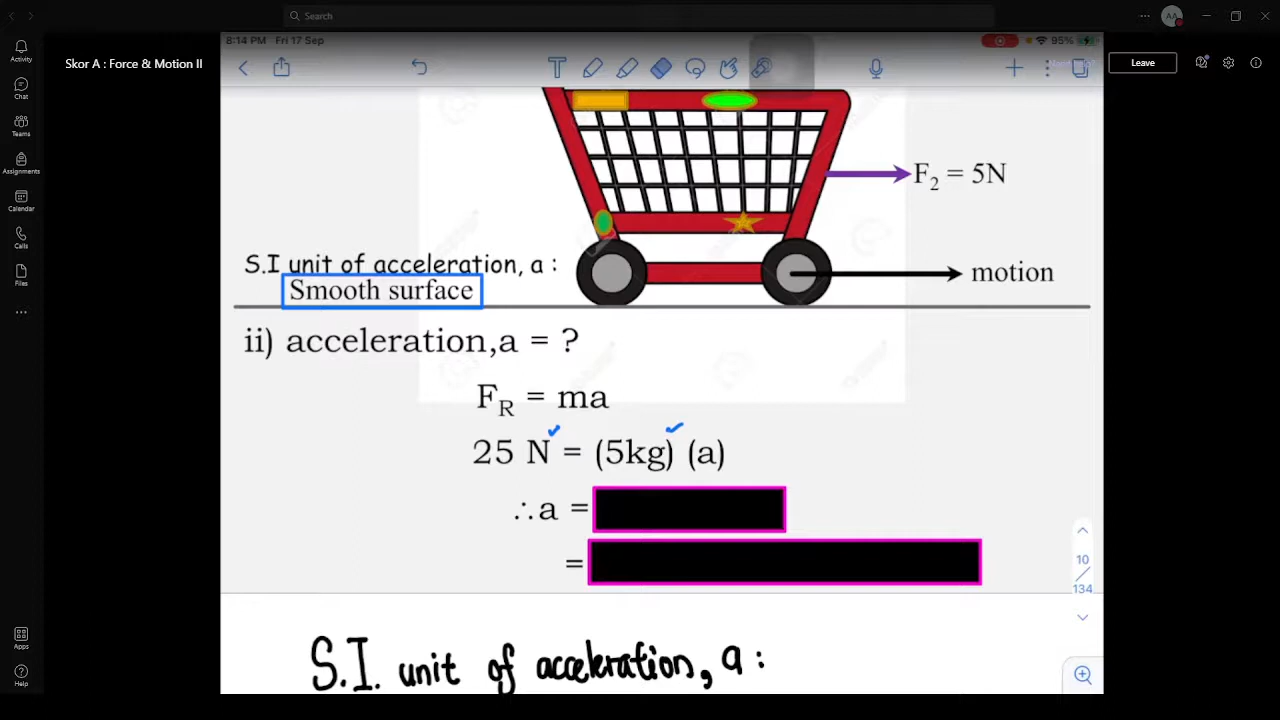 Search
AA
8:14 PM Fri 17 Sep
95%
Activity
Skor A : Force & Motion II
Leave
Chat
Teams
Assignments
Calendar
Calls
Files
F2 = 5N
S.I unit of acceleration, a :
Smooth surface
motion
ii) acceleration,a = ?
FR = ma
25 N = (5kg) (a)
∴a =
=
10
134
S.I. unit of acceleration, a :
Apps
Help